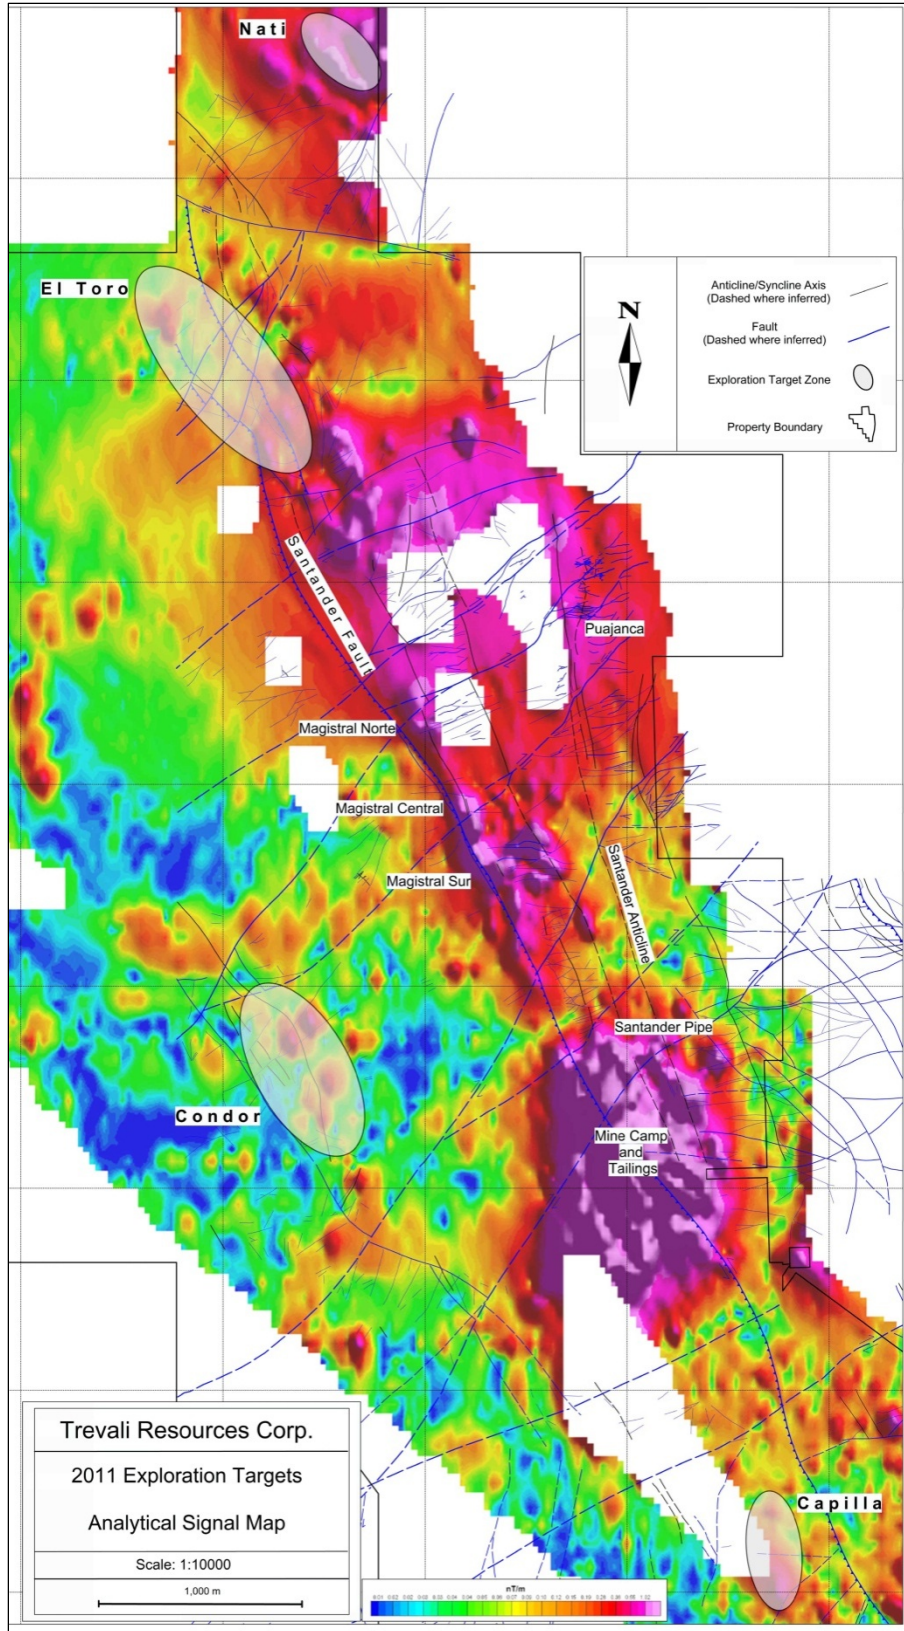 Nati
El Toro
N
Anticline/Syncline Axis
(Dashed where inferred)
Fault
(Dashed where inferred)
Exploration Target Zone
Property Boundary
Santander Fault
Puajanca
Magistral Norte
Magistral Central
Magistral Sur
Santander Anticline
Santander Pipe
Condor
Mine Camp
and
Tailings
Capilla
Trevali Resources Corp.
2011 Exploration Targets
Analytical Signal Map
Scale: 1:10000
1,000 m
nT/m